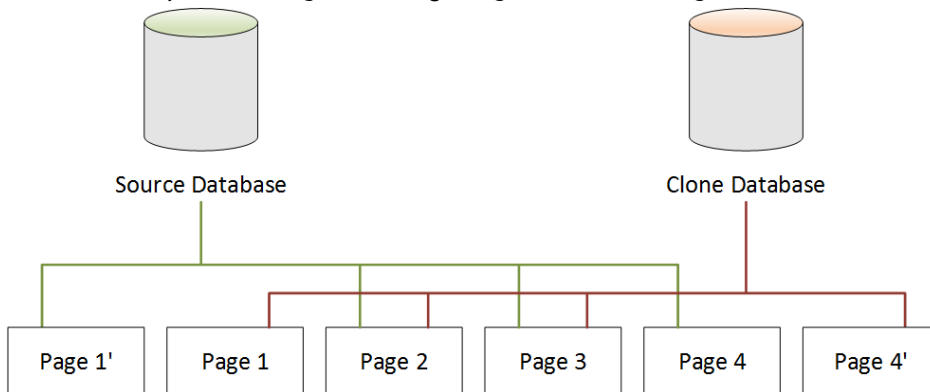 Source Database
Clone Database
Page 1'
Page 1
Page 2
Page 3
Page 4
Page 4'